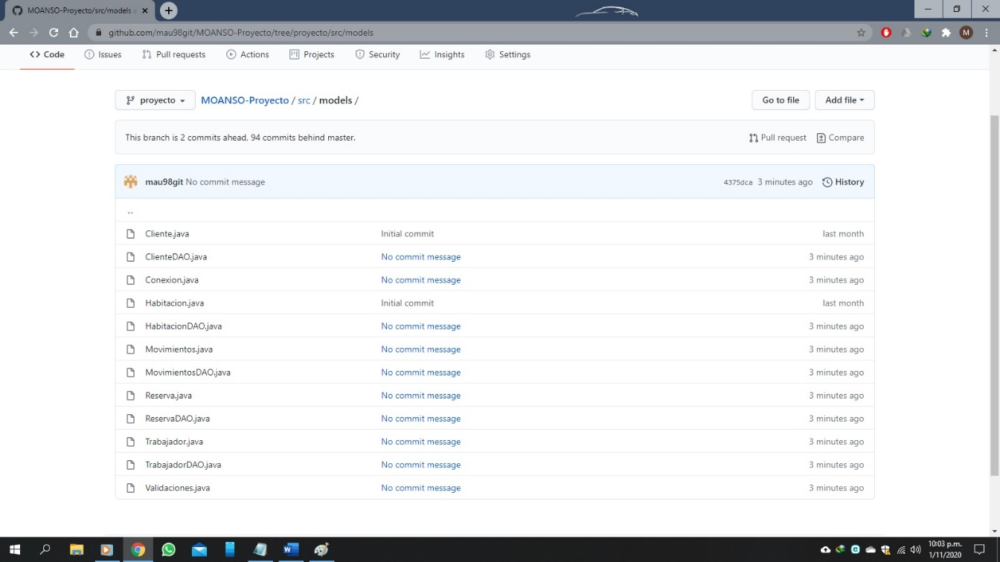 MOANSO-Proyecto/src/models
github.com/mau98git/MOANSO-Proyecto/tree/proyecto/src/models
M
Code Issues Pull requests Actions Projects Security Insights Settings
proyecto MOANSO-Proyecto / src / models / Go to file Add file
This branch is 2 commits ahead, 94 commits behind master. Pull request Compare
mau98git No commit message 4375dca 3 minutes ago History
..
Cliente.java Initial commit last month
ClienteDAO.java No commit message 3 minutes ago
Conexion.java No commit message 3 minutes ago
Habitacion.java Initial commit last month
HabitacionDAO.java No commit message 3 minutes ago
Movimientos.java No commit message 3 minutes ago
MovimientosDAO.java No commit message 3 minutes ago
Reserva.java No commit message 3 minutes ago
ReservaDAO.java No commit message 3 minutes ago
Trabajador.java No commit message 3 minutes ago
TrabajadorDAO.java No commit message 3 minutes ago
Validaciones.java No commit message 3 minutes ago
10:03 p.m.
1/11/2020